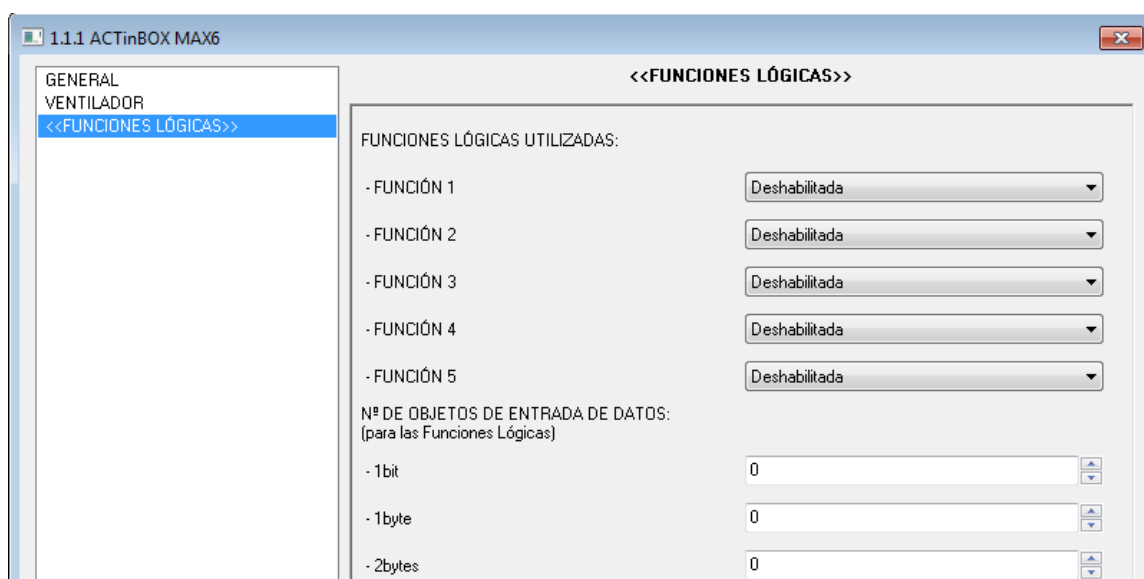 1.1.1 ACTinBOX MAX6
GENERAL
VENTILADOR
<<FUNCIONES LÓGICAS>>
<<FUNCIONES LÓGICAS>>
FUNCIONES LÓGICAS UTILIZADAS:
- FUNCIÓN 1 Deshabilitada
- FUNCIÓN 2 Deshabilitada
- FUNCIÓN 3 Deshabilitada
- FUNCIÓN 4 Deshabilitada
- FUNCIÓN 5 Deshabilitada
Nº DE OBJETOS DE ENTRADA DE DATOS:
(para las Funciones Lógicas)
- 1bit 0
- 1byte 0
- 2bytes 0